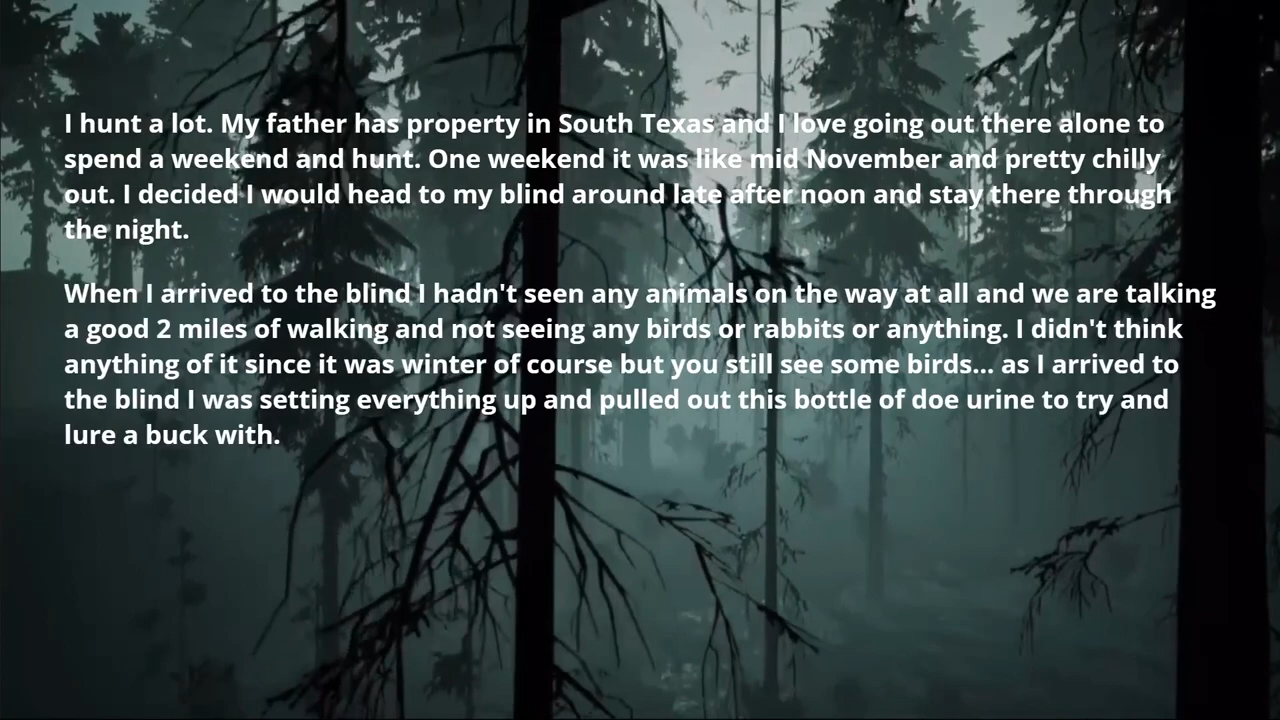 I hunt a lot. My father has property in South Texas and I love going out there alone to
spend a weekend and hunt. One weekend it was like mid November and pretty chilly
out. I decided I would head to my blind around late after noon and stay there through
the night.
When I arrived to the blind I hadn't seen any animals on the way at all and we are talking
a good 2 miles of walking and not seeing any birds or rabbits or anything. I didn't think
anything of it since it was winter of course but you still see some birds... as I arrived to
the blind I was setting everything up and pulled out this bottle of doe urine to try and
lure a buck with.